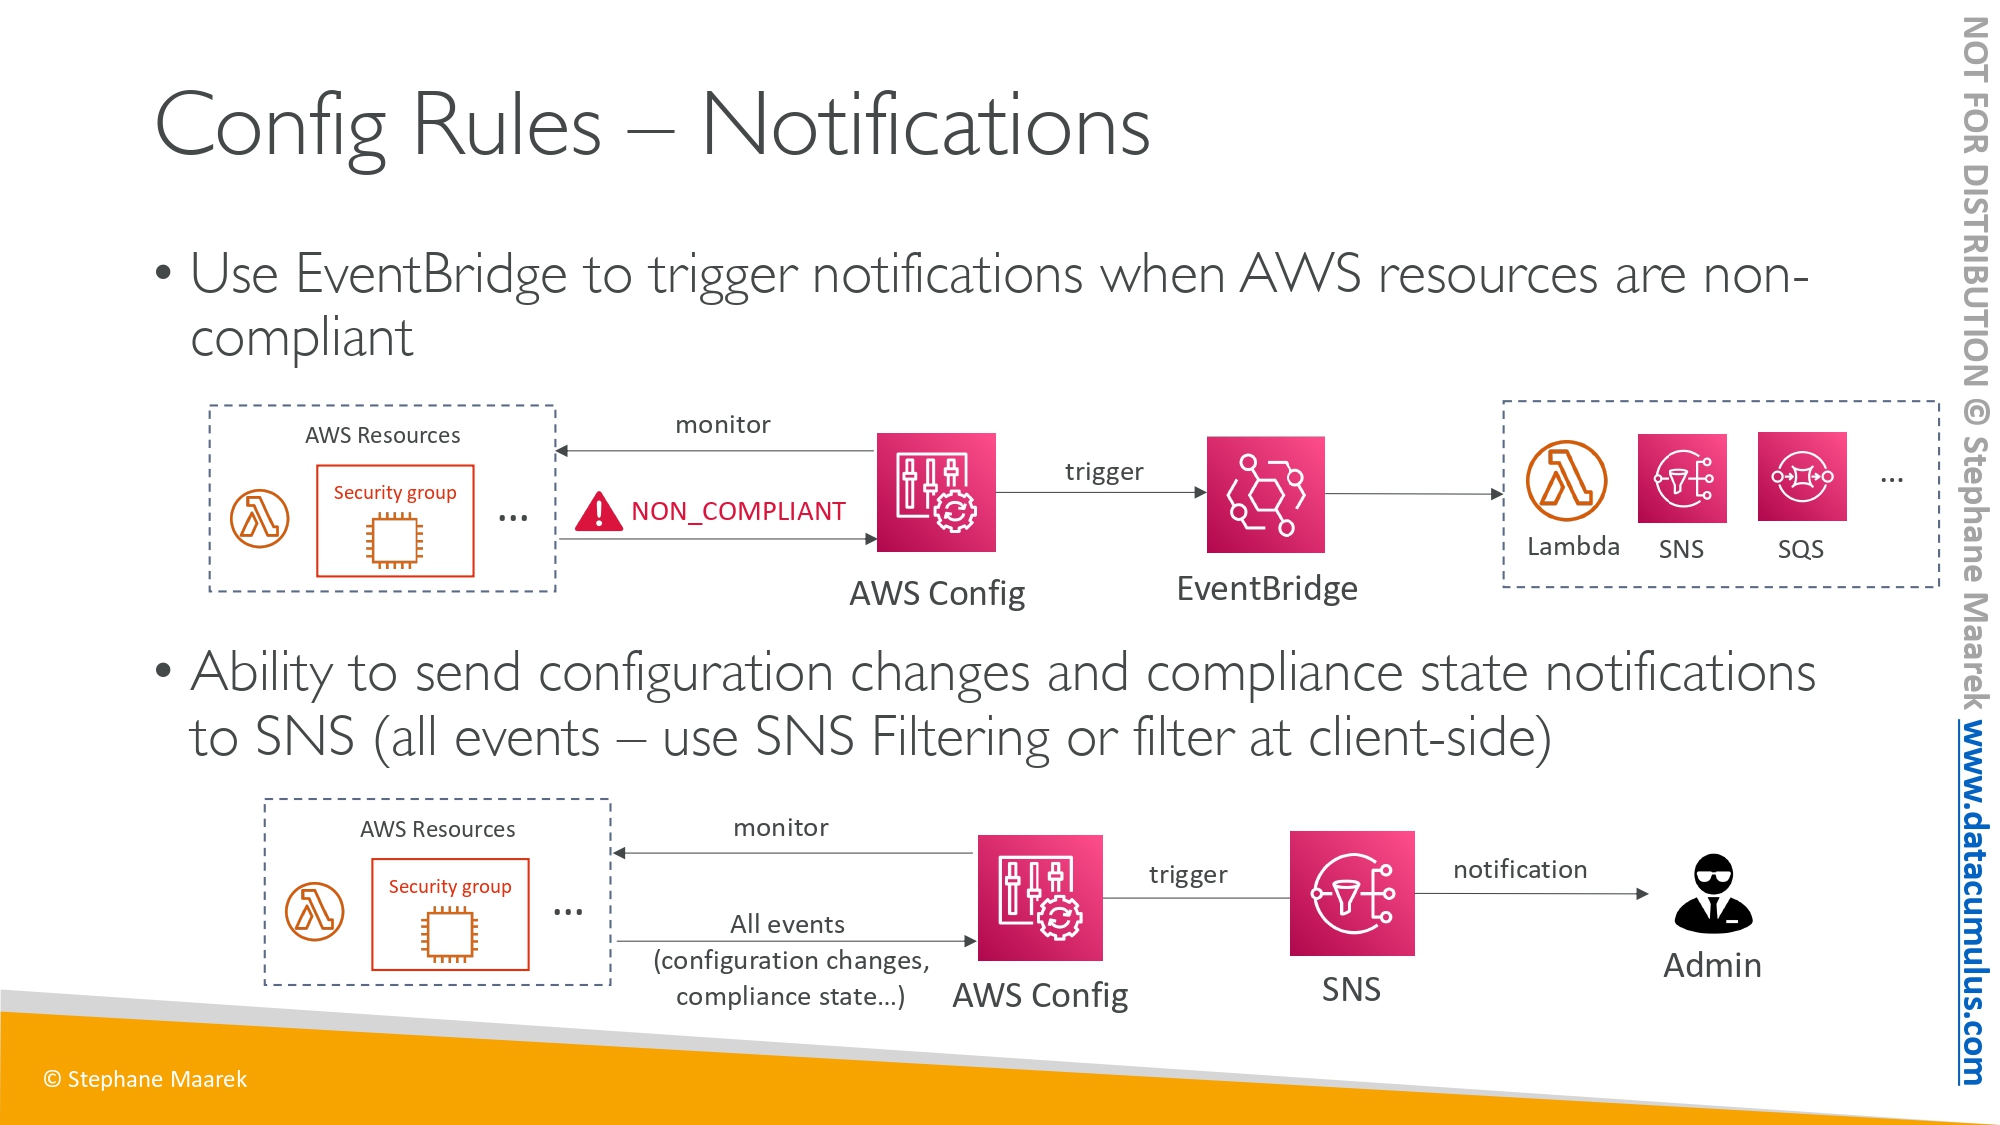 Config Rules – Notifications
• Use EventBridge to trigger notifications when AWS resources are non-
compliant
AWS Resources
Security group
...
monitor
NON_COMPLIANT
AWS Config
trigger
EventBridge
Lambda
SNS
SQS
...
• Ability to send configuration changes and compliance state notifications
to SNS (all events – use SNS Filtering or filter at client-side)
AWS Resources
Security group
...
monitor
All events
(configuration changes,
compliance state...)
AWS Config
trigger
SNS
notification
Admin
© Stephane Maarek
NOT FOR DISTRIBUTION © Stephane Maarek www.datacumulus.com